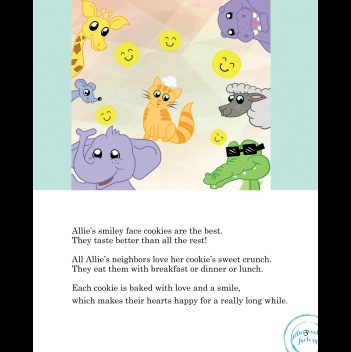 Allie's smiley face cookies are the best.
They taste better than all the rest!
All Allie's neighbors love her cookie's sweet crunch.
They eat them with breakfast or dinner or lunch.
Each cookie is baked with love and a smile,
which makes their hearts happy for a really long while.
3